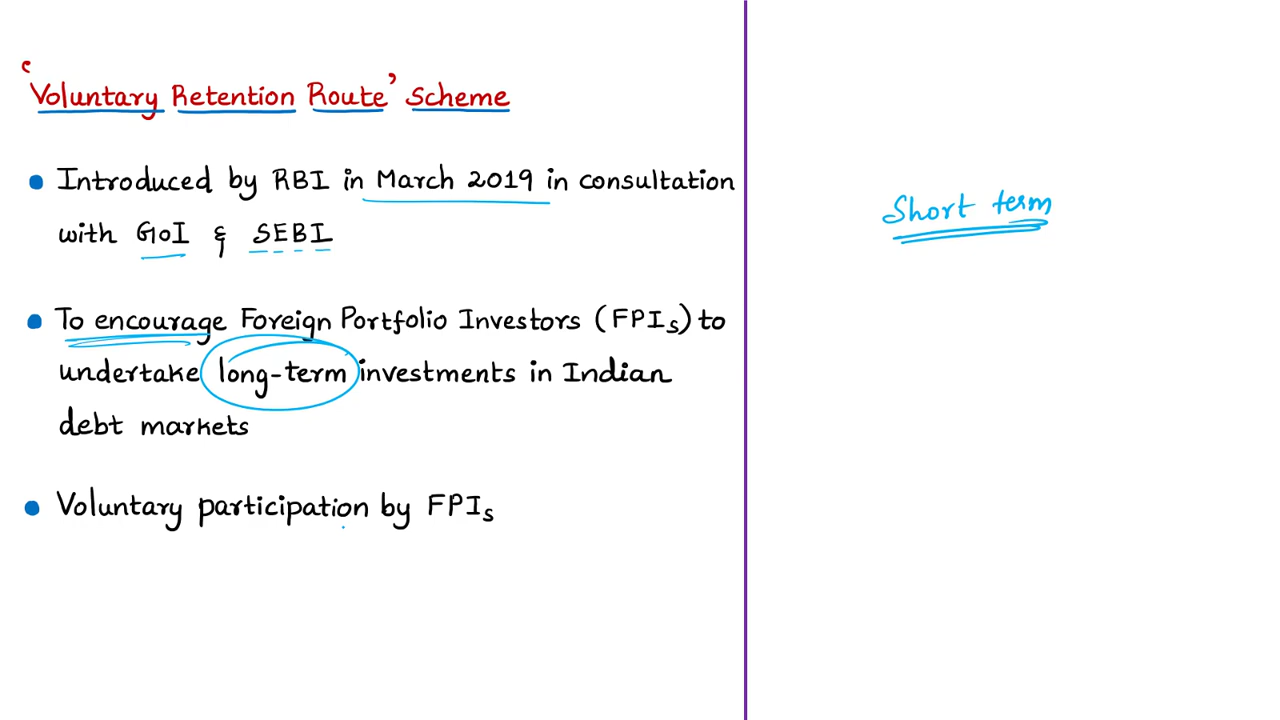 'Voluntary Retention Route' Scheme
• Introduced by RBI in March 2019 in consultation
with GoI & SEBI
• To encourage Foreign Portfolio Investors (FPIs) to
undertake long-term investments in Indian
debt markets
• Voluntary participation by FPIs
Short term